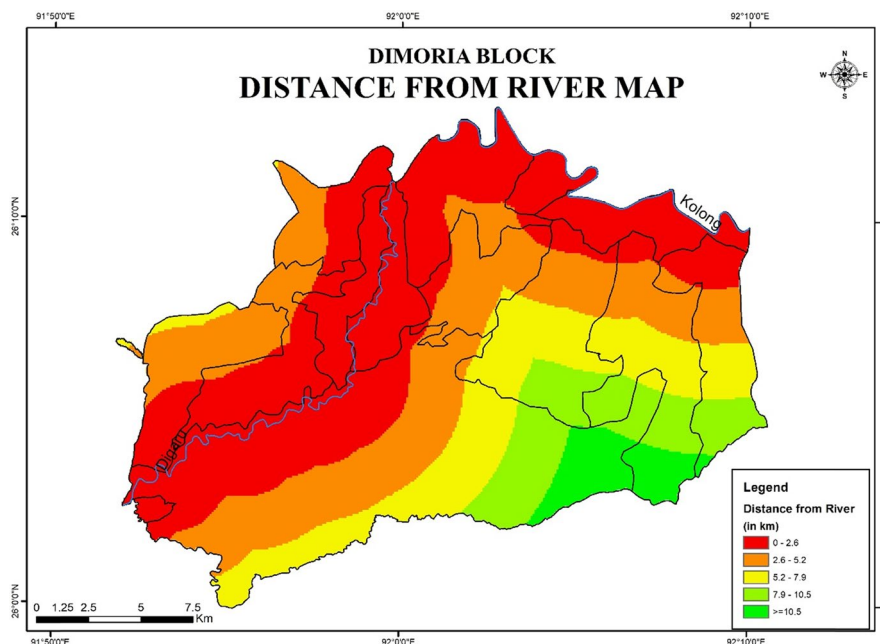 91°50'0"E 92°0'0"E 92°10'0"E
DIMORIA BLOCK
DISTANCE FROM RIVER MAP
N
W E
S
26°10'0"N
Kolong
Digaru
Legend
Distance from River
(in km)
0 - 2.6
2.6 - 5.2
5.2 - 7.9
7.9 - 10.5
>=10.5
26°0'0"N
0 1.25 2.5 5 7.5
Km
91°50'0"E 92°0'0"E 92°10'0"E